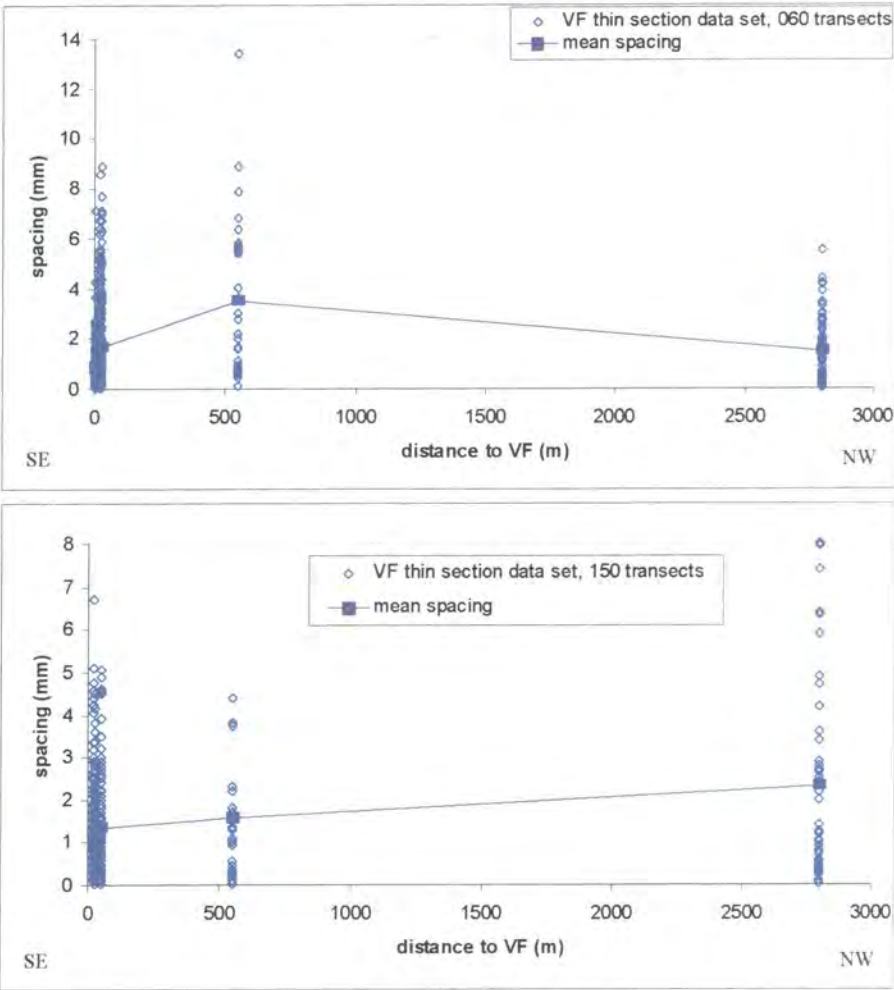 VF thin section data set, 060 transects
mean spacing
14
12
10
8
6
4
2
0
spacing (mm)
0 500 1000 1500 2000 2500 3000
distance to VF (m)
SE NW
VF thin section data set, 150 transects
mean spacing
8
7
6
5
4
3
2
1
0
spacing (mm)
0 500 1000 1500 2000 2500 3000
distance to VF (m)
SE NW